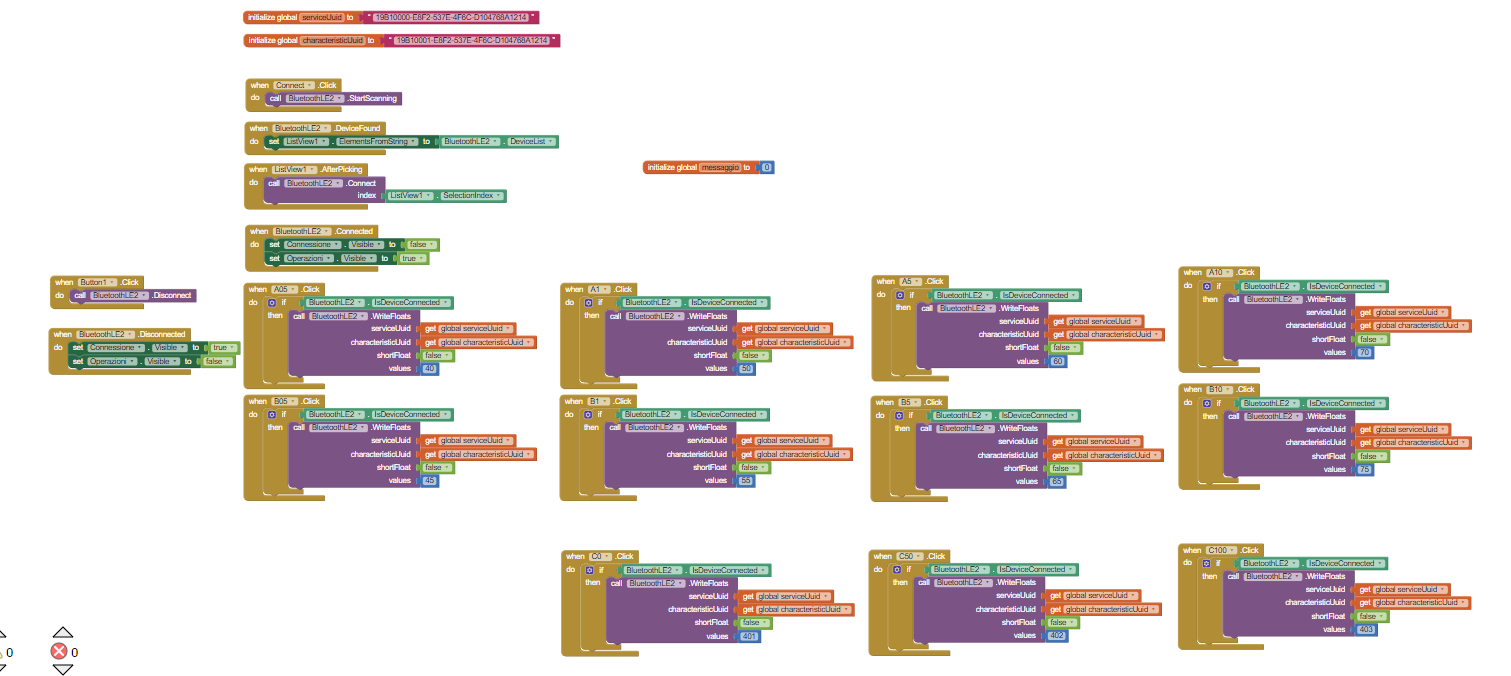 initialize global serviceUuid to " 19B10000-E8F2-537E-4F6C-D104768A1214 "
initialize global characteristicUuid to " 19B10001-E8F2-537E-4F6C-D104768A1214 "
when Connect .Click
do call BluetoothLE2 .StartScanning
when BluetoothLE2 .DeviceFound
do set ListView1 . ElementsFromString to BluetoothLE2 . DeviceList
when ListView1 .AfterPicking
do call BluetoothLE2 .Connect
index ListView1 . SelectionIndex
initialize global messaggio to 0
when BluetoothLE2 .Connected
do set Connessione . Visible to false
set Operazioni . Visible to true
when Button1 .Click
do call BluetoothLE2 .Disconnect
when BluetoothLE2 .Disconnected
do set Connessione . Visible to true
set Operazioni . Visible to false
when A05 .Click
do if BluetoothLE2 . IsDeviceConnected
then call BluetoothLE2 .WriteFloats
serviceUuid get global serviceUuid
characteristicUuid get global characteristicUuid
shortFloat false
values 40
when A1 .Click
do if BluetoothLE2 . IsDeviceConnected
then call BluetoothLE2 .WriteFloats
serviceUuid get global serviceUuid
characteristicUuid get global characteristicUuid
shortFloat false
values 50
when A5 .Click
do if BluetoothLE2 . IsDeviceConnected
then call BluetoothLE2 .WriteFloats
serviceUuid get global serviceUuid
characteristicUuid get global characteristicUuid
shortFloat false
values 60
when A10 .Click
do if BluetoothLE2 . IsDeviceConnected
then call BluetoothLE2 .WriteFloats
serviceUuid get global serviceUuid
characteristicUuid get global characteristicUuid
shortFloat false
values 70
when B05 .Click
do if BluetoothLE2 . IsDeviceConnected
then call BluetoothLE2 .WriteFloats
serviceUuid get global serviceUuid
characteristicUuid get global characteristicUuid
shortFloat false
values 45
when B1 .Click
do if BluetoothLE2 . IsDeviceConnected
then call BluetoothLE2 .WriteFloats
serviceUuid get global serviceUuid
characteristicUuid get global characteristicUuid
shortFloat false
values 55
when B5 .Click
do if BluetoothLE2 . IsDeviceConnected
then call BluetoothLE2 .WriteFloats
serviceUuid get global serviceUuid
characteristicUuid get global characteristicUuid
shortFloat false
values 65
when B10 .Click
do if BluetoothLE2 . IsDeviceConnected
then call BluetoothLE2 .WriteFloats
serviceUuid get global serviceUuid
characteristicUuid get global characteristicUuid
shortFloat false
values 75
when C0 .Click
do if BluetoothLE2 . IsDeviceConnected
then call BluetoothLE2 .WriteFloats
serviceUuid get global serviceUuid
characteristicUuid get global characteristicUuid
shortFloat false
values 401
when C50 .Click
do if BluetoothLE2 . IsDeviceConnected
then call BluetoothLE2 .WriteFloats
serviceUuid get global serviceUuid
characteristicUuid get global characteristicUuid
shortFloat false
values 402
when C100 .Click
do if BluetoothLE2 . IsDeviceConnected
then call BluetoothLE2 .WriteFloats
serviceUuid get global serviceUuid
characteristicUuid get global characteristicUuid
shortFloat false
values 403
0 0